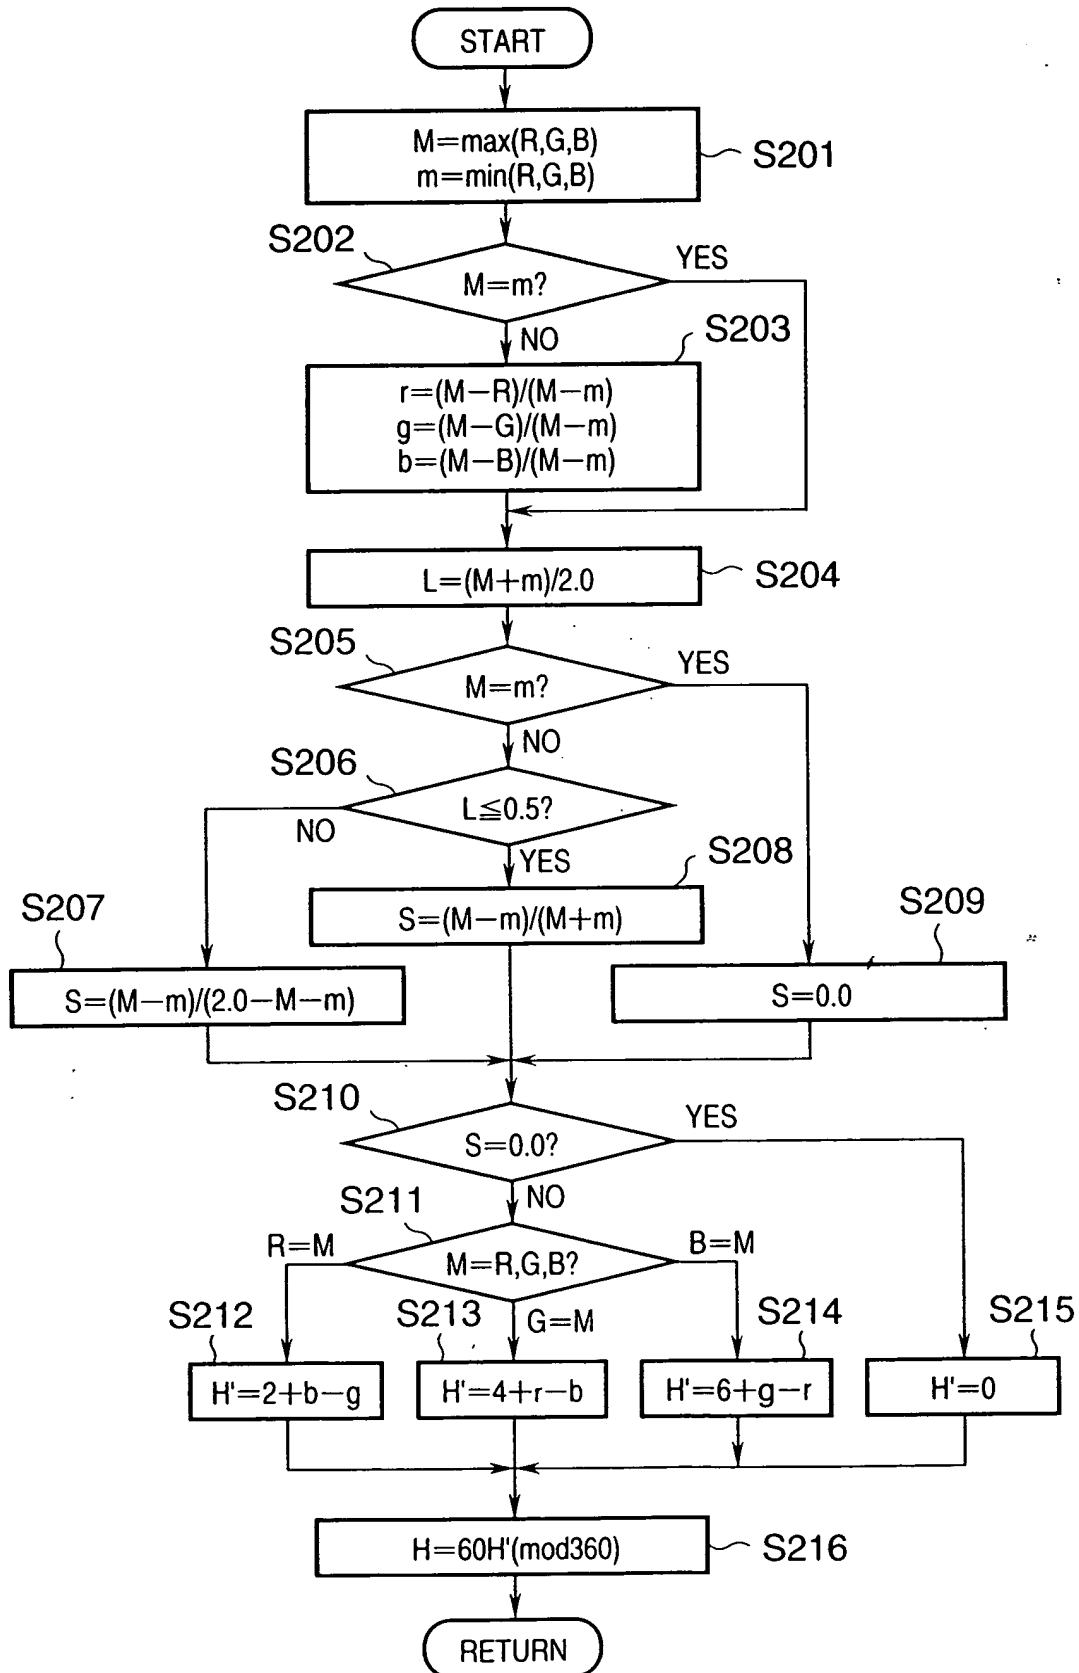 START
M=max(R,G,B)
m=min(R,G,B)
S201
S202
M=m?
YES
NO
S203
r=(M−R)/(M−m)
g=(M−G)/(M−m)
b=(M−B)/(M−m)
L=(M+m)/2.0
S204
S205
M=m?
YES
NO
S206
L≦0.5?
NO
YES
S208
S=(M−m)/(M+m)
S207
S=(M−m)/(2.0−M−m)
S209
S=0.0
S210
S=0.0?
YES
NO
S211
M=R,G,B?
R=M
G=M
B=M
S212
H'=2+b−g
S213
H'=4+r−b
S214
H'=6+g−r
S215
H'=0
H=60H'(mod360)
S216
RETURN